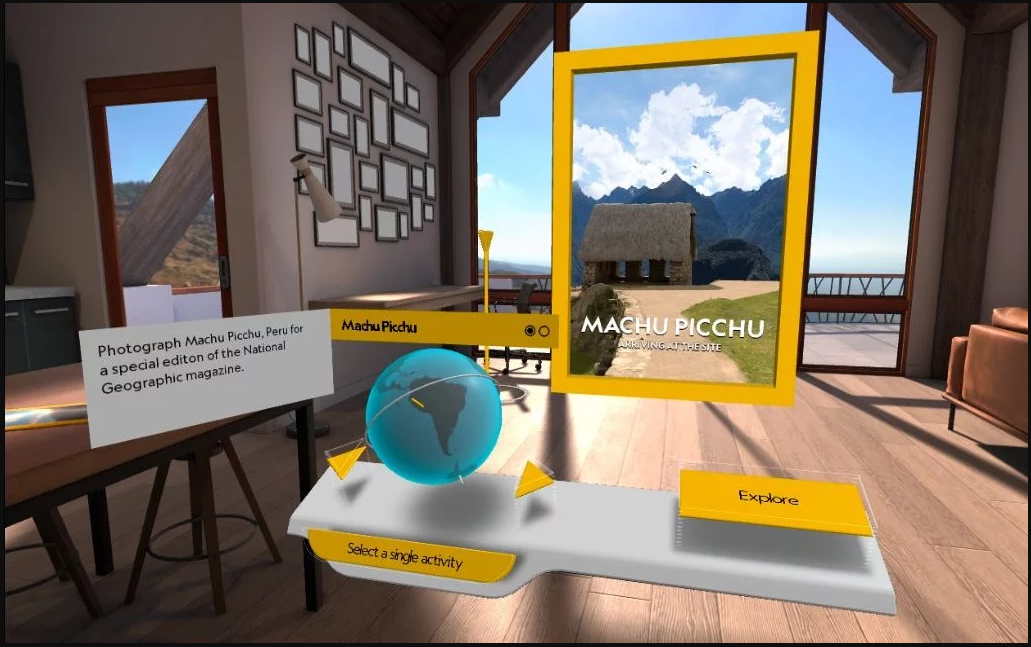 MACHU PICCHU
ARRIVING AT THE SITE
Machu Picchu
Photograph Machu Picchu, Peru for
a special editon of the National
Geographic magazine.
Explore
Select a single activity